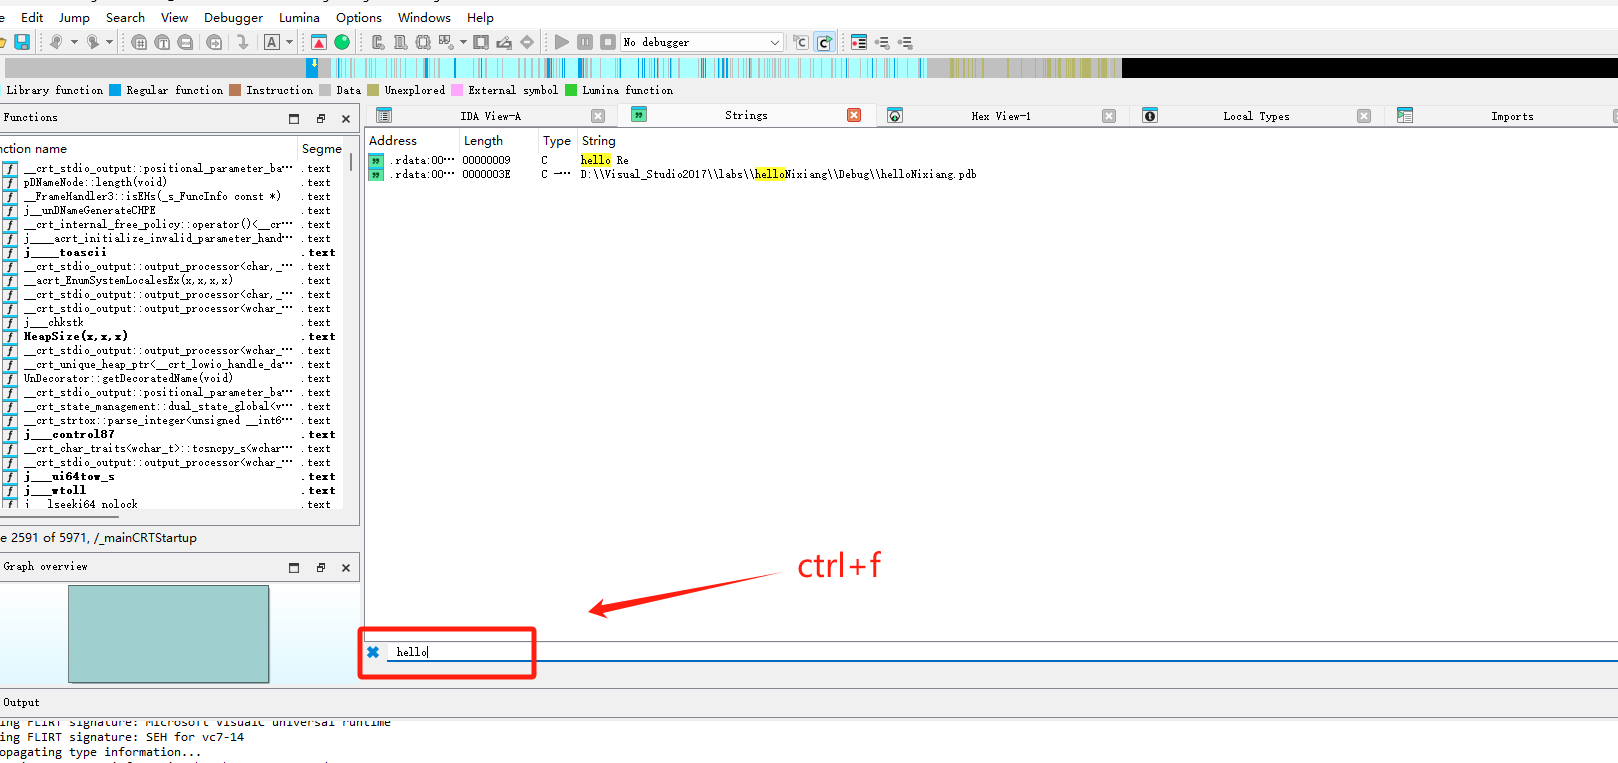 e Edit Jump Search View Debugger Lumina Options Windows Help
No debugger
Library function Regular function Instruction Data Unexplored External symbol Lumina function
Functions
IDA View-A Strings Hex View-1 Local Types Imports
nction name Segme
Address Length Type String
.rdata:00··· 00000009 C hello Re
.rdata:00··· 0000003E C —··· D:\\Visual_Studio2017\\labs\\helloNixiang\\Debug\\helloNixiang.pdb
__crt_stdio_output::positional_parameter_ba··· .text
pDNameNode::length(void) .text
__FrameHandler3::isEHs(_s_FuncInfo const *) .text
j__unDNameGenerateCHPE .text
__crt_internal_free_policy::operator()<__cr··· .text
j____acrt_initialize_invalid_parameter_hand··· .text
j____toascii .text
__crt_stdio_output::output_processor<char,_··· .text
__acrt_EnumSystemLocalesEx(x,x,x,x) .text
__crt_stdio_output::output_processor<char,_··· .text
__crt_stdio_output::output_processor<wchar_··· .text
j___chkstk .text
HeapSize(x,x,x) .text
__crt_stdio_output::output_processor<wchar_··· .text
__crt_unique_heap_ptr<__crt_lowio_handle_da··· .text
UnDecorator::getDecoratedName(void) .text
__crt_stdio_output::positional_parameter_ba··· .text
__crt_state_management::dual_state_global<v··· .text
__crt_strtox::parse_integer<unsigned __int6··· .text
j___control87 .text
__crt_char_traits<wchar_t>::tcsncpy_s<wchar··· .text
__crt_stdio_output::output_processor<wchar_··· .text
j___ui64tow_s .text
j___wtoll .text
j___lseeki64_nolock .text
e 2591 of 5971, /_mainCRTStartup
Graph overview
ctrl+f
hello
Output
ing FLIRT signature: Microsoft VisualC universal runtime
ing FLIRT signature: SEH for vc7-14
opagating type information...